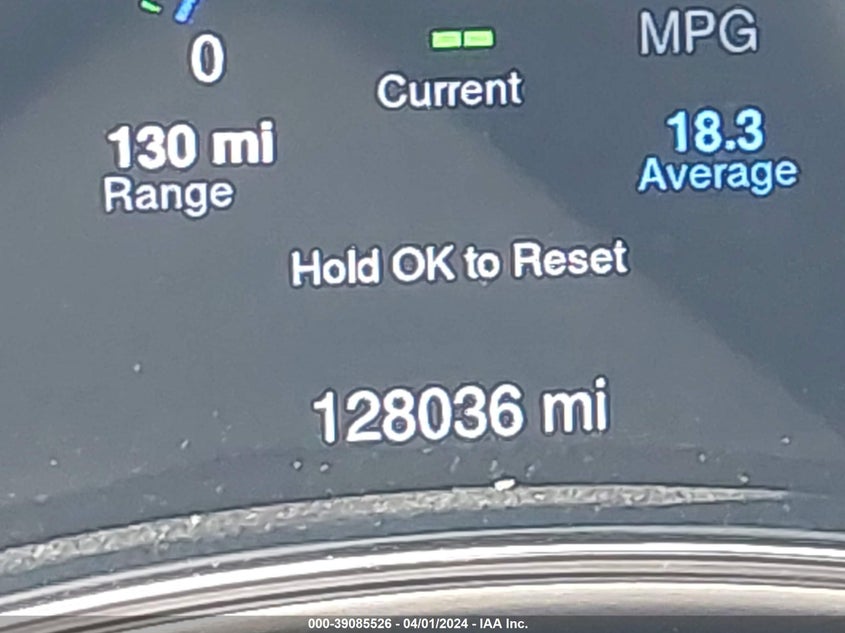 0
MPG
Current
130 mi
Range
18.3
Average
Hold OK to Reset
128036 mi
000-39085526 - 04/01/2024 - IAA Inc.